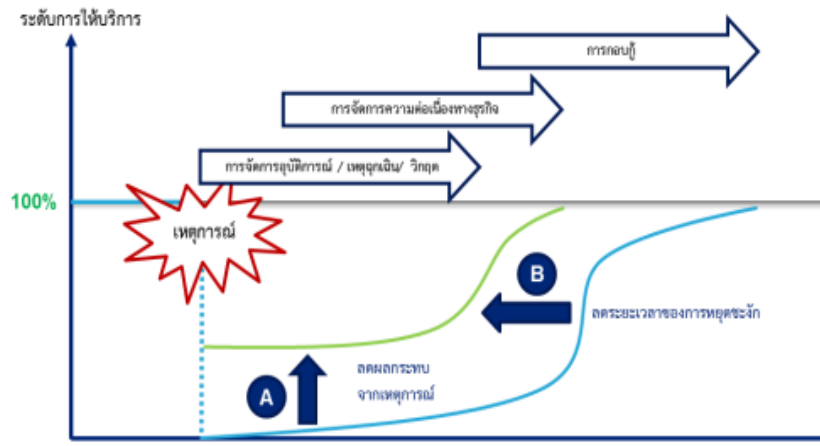 ระดับการให้บริการ
การกอบกู้
การจัดการความต่อเนื่องทางธุรกิจ
การจัดการอุบัติการณ์ / เหตุฉุกเฉิน/ วิกฤต
100%
เหตุการณ์
B
ลดระยะเวลาของการหยุดชะงัก
A
ลดผลกระทบ
จากเหตุการณ์